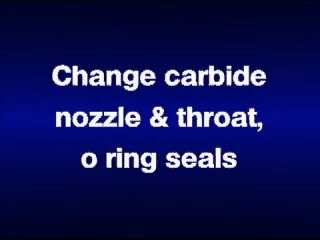 Change carbide
nozzle & throat,
o ring seals